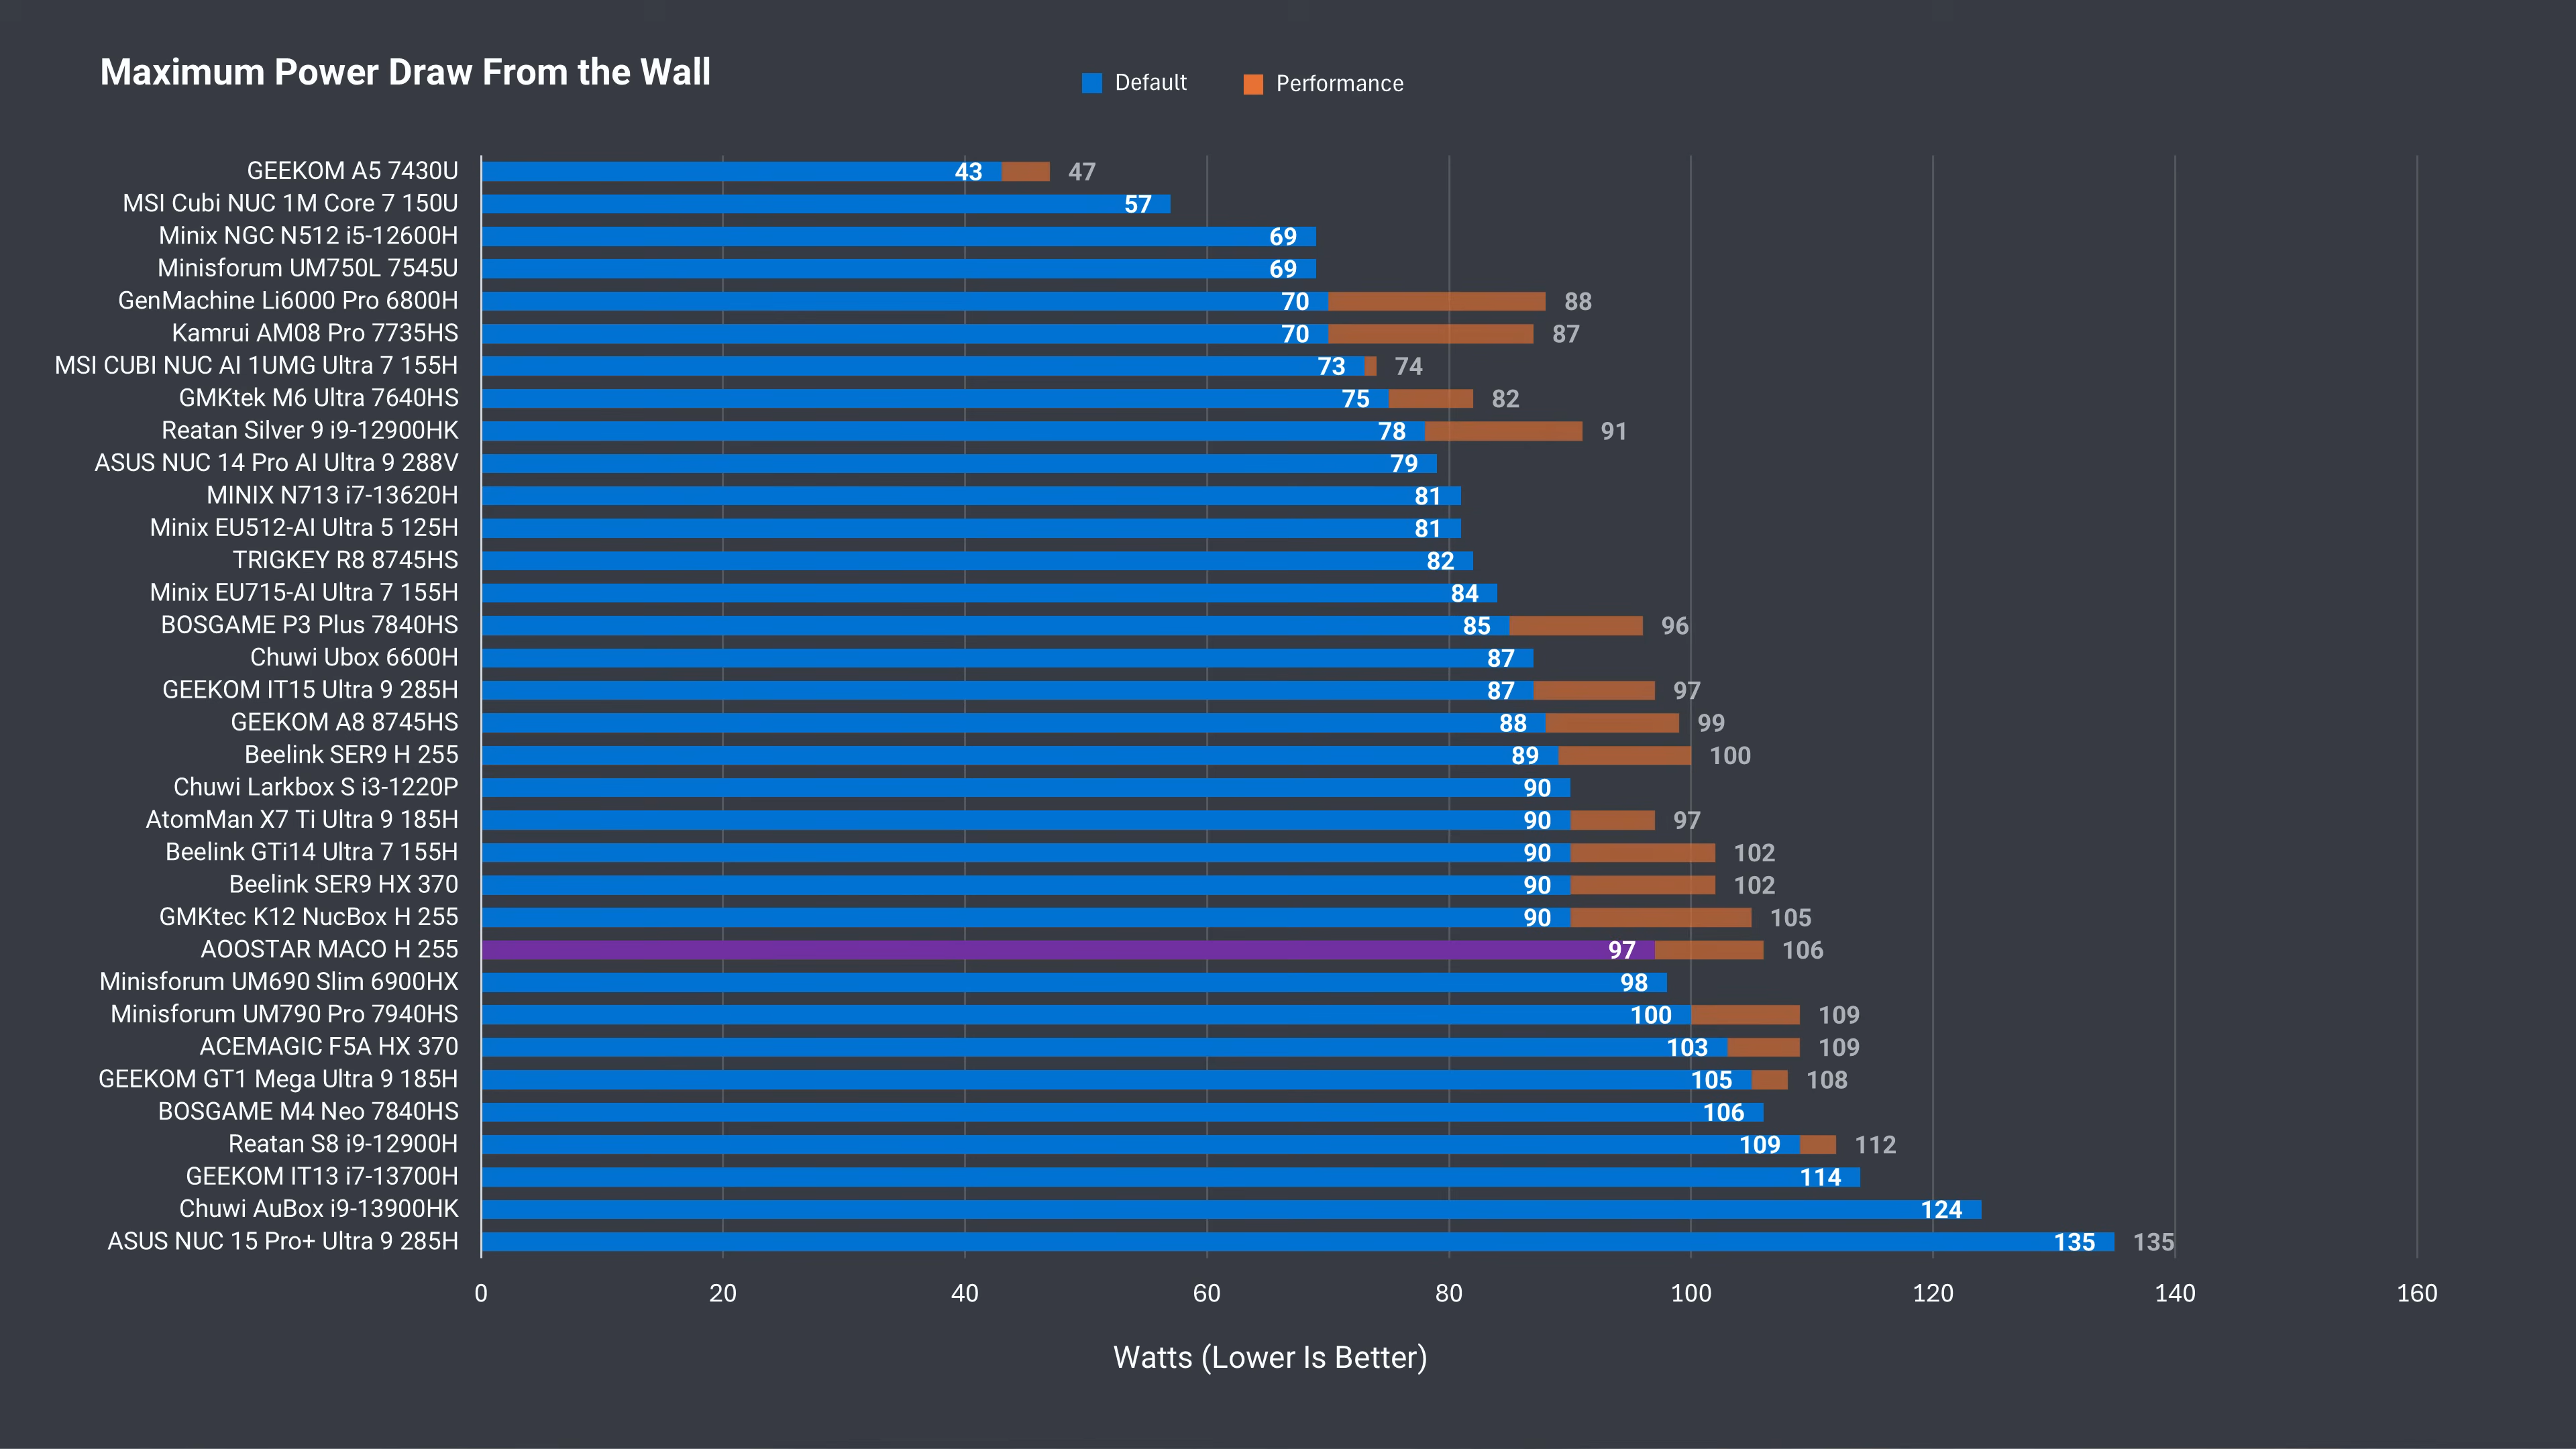 Maximum Power Draw From the Wall
Default Performance
GEEKOM A5 7430U 43 47
MSI Cubi NUC 1M Core 7 150U 57
Minix NGC N512 i5-12600H 69
Minisforum UM750L 7545U 69
GenMachine Li6000 Pro 6800H 70 88
Kamrui AM08 Pro 7735HS 70 87
MSI CUBI NUC AI 1UMG Ultra 7 155H 73 74
GMKtek M6 Ultra 7640HS 75 82
Reatan Silver 9 i9-12900HK 78 91
ASUS NUC 14 Pro AI Ultra 9 288V 79
MINIX N713 i7-13620H 81
Minix EU512-AI Ultra 5 125H 81
TRIGKEY R8 8745HS 82
Minix EU715-AI Ultra 7 155H 84
BOSGAME P3 Plus 7840HS 85 96
Chuwi Ubox 6600H 87
GEEKOM IT15 Ultra 9 285H 87 97
GEEKOM A8 8745HS 88 99
Beelink SER9 H 255 89 100
Chuwi Larkbox S i3-1220P 90
AtomMan X7 Ti Ultra 9 185H 90 97
Beelink GTi14 Ultra 7 155H 90 102
Beelink SER9 HX 370 90 102
GMKtec K12 NucBox H 255 90 105
AOOSTAR MACO H 255 97 106
Minisforum UM690 Slim 6900HX 98
Minisforum UM790 Pro 7940HS 100 109
ACEMAGIC F5A HX 370 103 109
GEEKOM GT1 Mega Ultra 9 185H 105 108
BOSGAME M4 Neo 7840HS 106
Reatan S8 i9-12900H 109 112
GEEKOM IT13 i7-13700H 114
Chuwi AuBox i9-13900HK 124
ASUS NUC 15 Pro+ Ultra 9 285H 135 135
0 20 40 60 80 100 120 140 160
Watts (Lower Is Better)